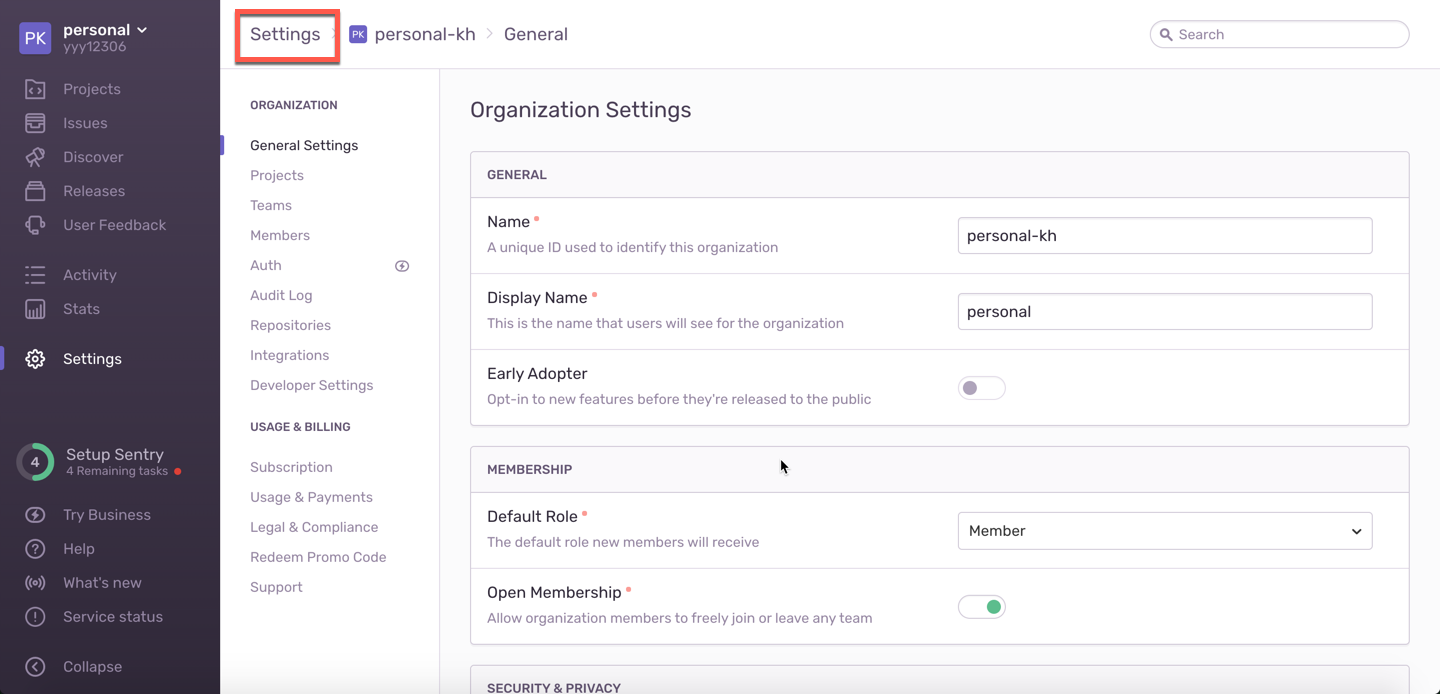 PK
personal
yyy12306
Projects
Issues
Discover
Releases
User Feedback
Activity
Stats
Settings
4
Setup Sentry
4 Remaining tasks
Try Business
Help
What's new
Service status
Collapse
Settings > PK personal-kh > General
Search
ORGANIZATION
General Settings
Projects
Teams
Members
Auth
Audit Log
Repositories
Integrations
Developer Settings
USAGE & BILLING
Subscription
Usage & Payments
Legal & Compliance
Redeem Promo Code
Support
Organization Settings
GENERAL
Name
A unique ID used to identify this organization
personal-kh
Display Name
This is the name that users will see for the organization
personal
Early Adopter
Opt-in to new features before they're released to the public
MEMBERSHIP
Default Role
The default role new members will receive
Member
Open Membership
Allow organization members to freely join or leave any team
SECURITY & PRIVACY